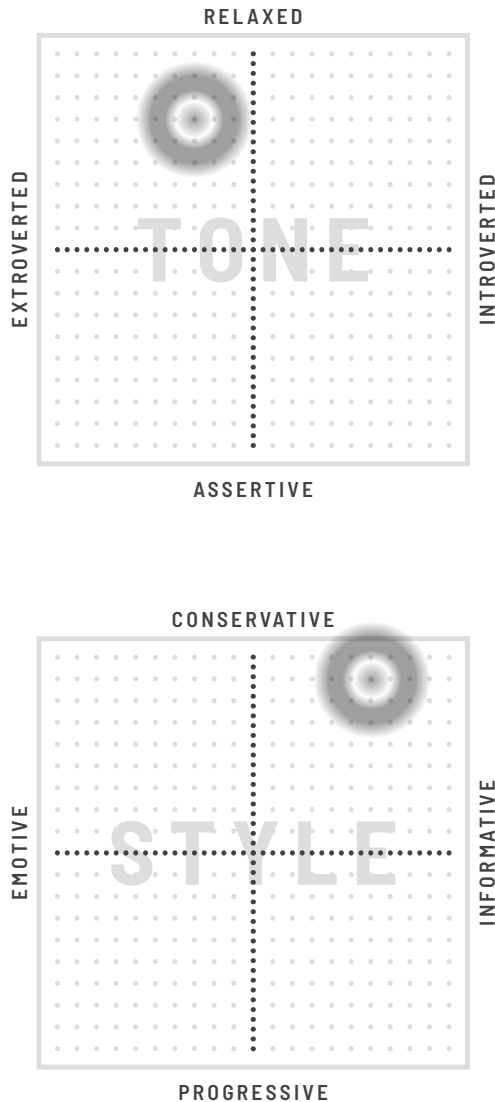 RELAXED
EXTROVERTED
TONE
INTROVERTED
ASSERTIVE
CONSERVATIVE
EMOTIVE
STYLE
INFORMATIVE
PROGRESSIVE